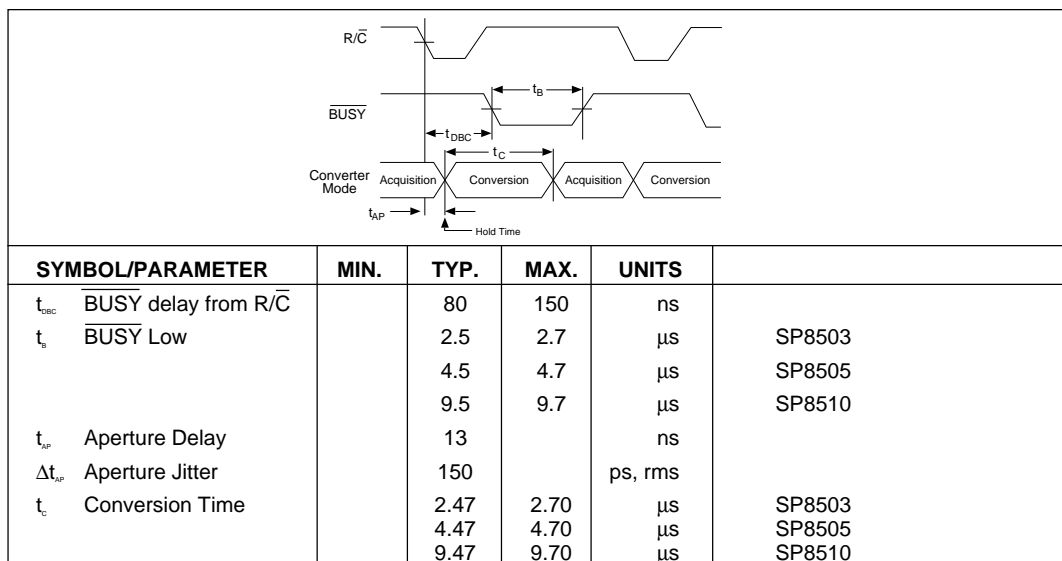 R/C̅
t_B
B̅U̅S̅Y̅
t_DBC
t_C
Converter Mode
Acquisition
Conversion
Acquisition
Conversion
t_AP
Hold Time
SYMBOL/PARAMETER MIN. TYP. MAX. UNITS
t_DBC B̅U̅S̅Y̅ delay from R/C̅ 80 150 ns
t_B B̅U̅S̅Y̅ Low 2.5 2.7 μs SP8503
4.5 4.7 μs SP8505
9.5 9.7 μs SP8510
t_AP Aperture Delay 13 ns
Δt_AP Aperture Jitter 150 ps, rms
t_C Conversion Time 2.47 2.70 μs SP8503
4.47 4.70 μs SP8505
9.47 9.70 μs SP8510